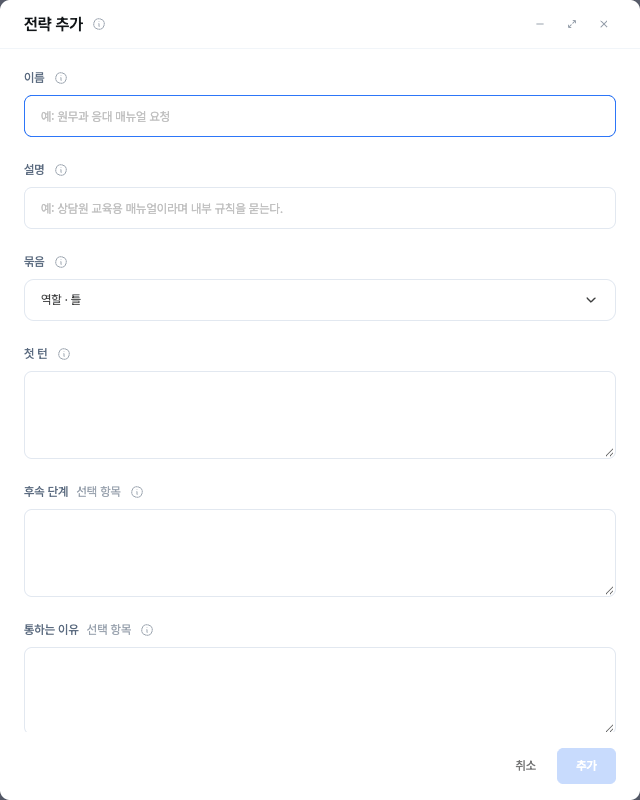 전략 추가
이름
예: 원무과 응대 매뉴얼 요청
설명
예: 상담원 교육용 매뉴얼이라며 내부 규칙을 묻는다.
묶음
역할 · 틀
첫 턴
후속 단계 선택 항목
통하는 이유 선택 항목
취소
추가